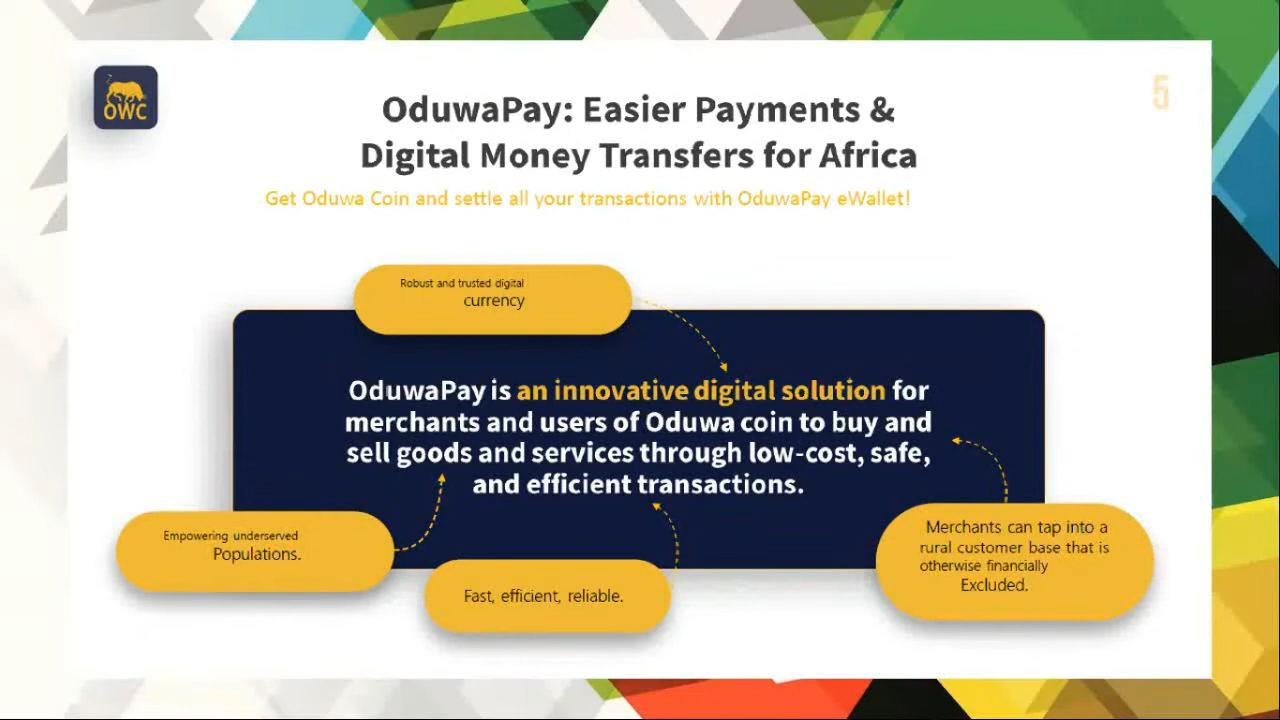 OWC
5
OduwaPay: Easier Payments &
Digital Money Transfers for Africa
Get Oduwa Coin and settle all your transactions with OduwaPay eWallet!
Robust and trusted digital
currency
OduwaPay is an innovative digital solution for
merchants and users of Oduwa coin to buy and
sell goods and services through low-cost, safe,
and efficient transactions.
Empowering underserved
Populations.
Fast, efficient, reliable.
Merchants can tap into a
rural customer base that is
otherwise financially
Excluded.